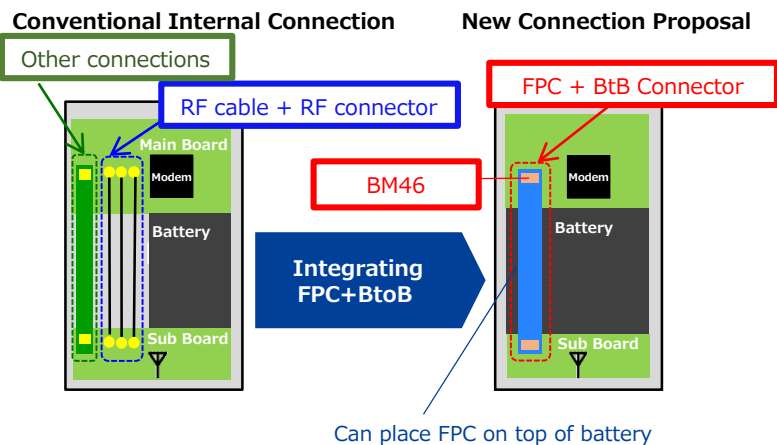 Conventional Internal Connection
New Connection Proposal
Other connections
RF cable + RF connector
FPC + BtB Connector
Main Board
Modem
Battery
Sub Board
Integrating
FPC+BtoB
BM46
Modem
Battery
Sub Board
Can place FPC on top of battery